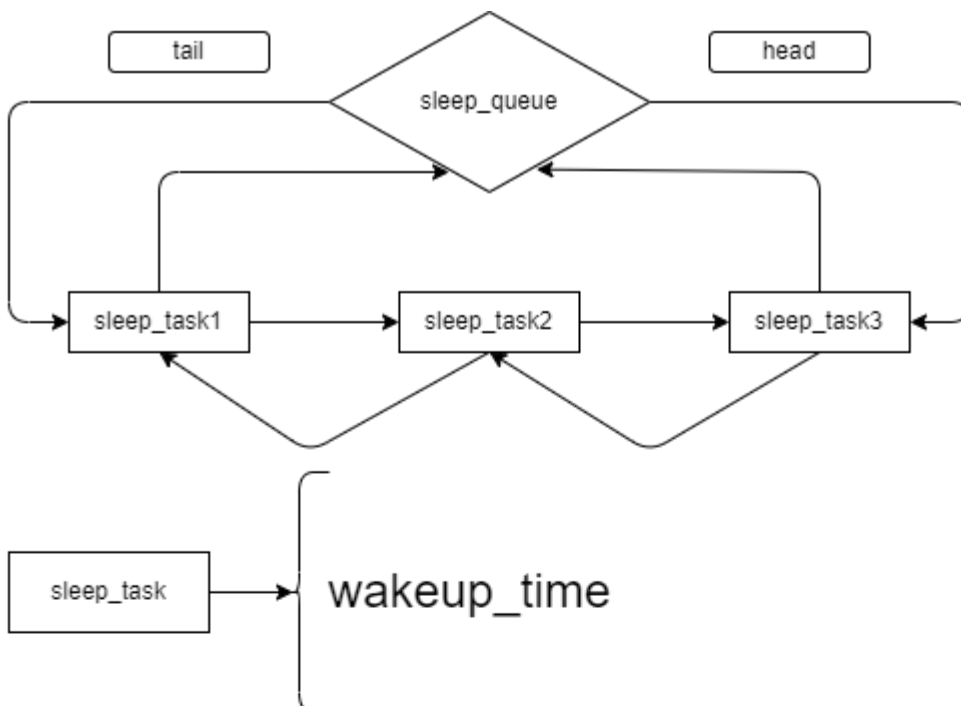 tail
head
sleep_queue
sleep_task1
sleep_task2
sleep_task3
sleep_task
wakeup_time